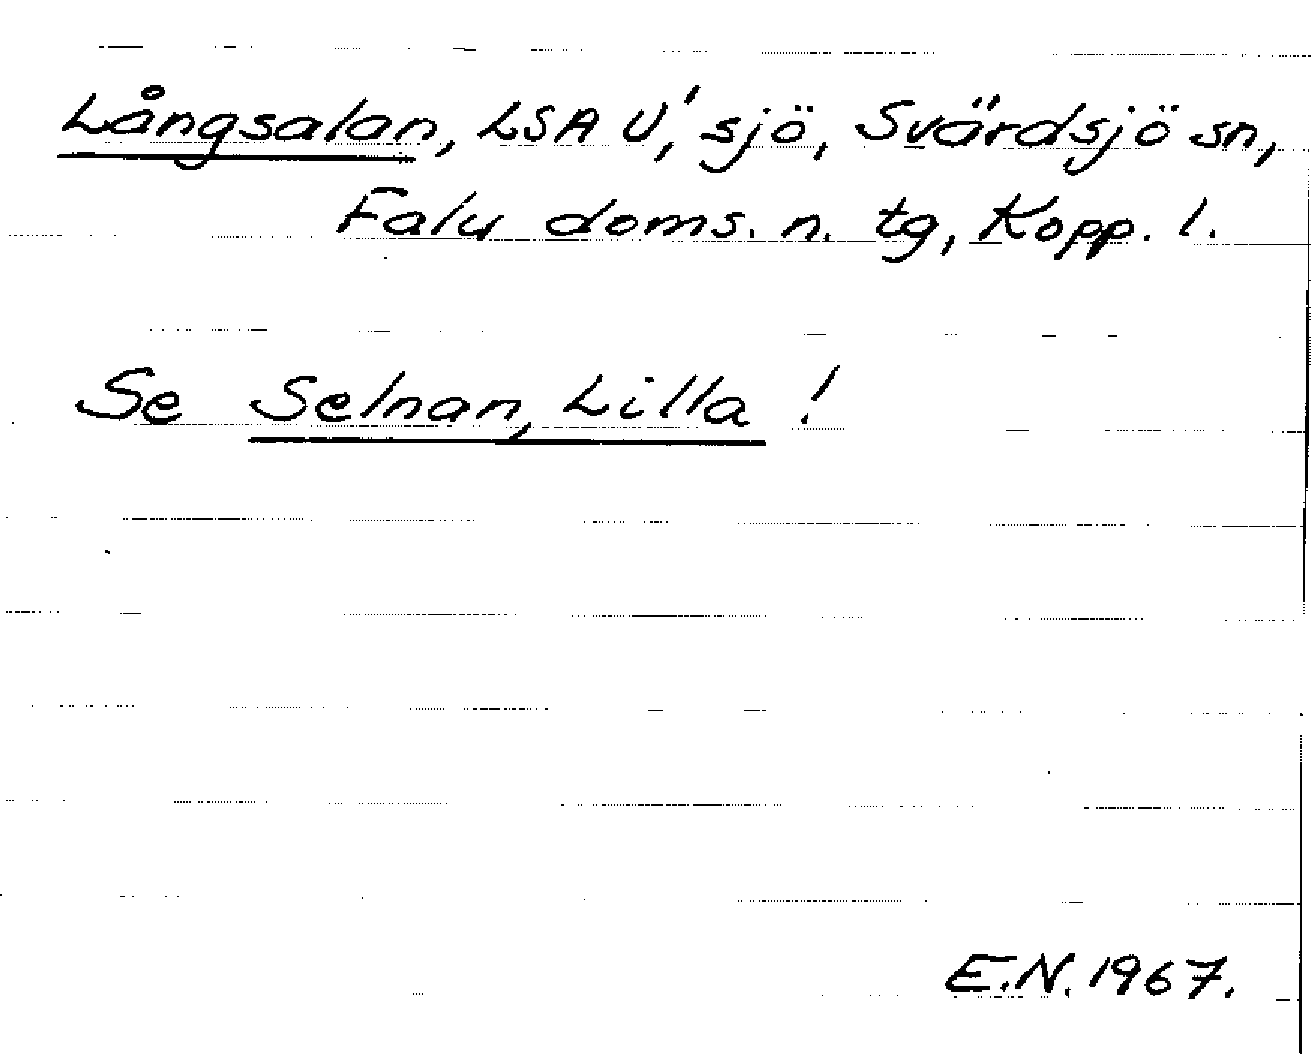 Långsalan, LSA U', sjö, Svärdsjö sn,
Falu doms. n. tg, Kopp. l.
Se Selnan, Lilla !
E.N. 1967.